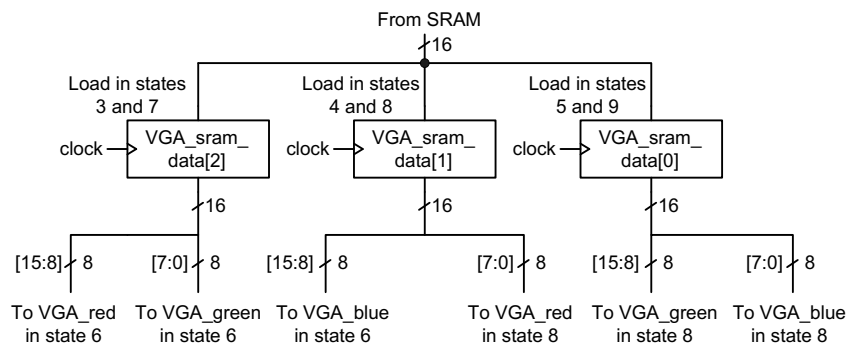 From SRAM
16
Load in states
3 and 7
Load in states
4 and 8
Load in states
5 and 9
clock
VGA_sram_
data[2]
clock
VGA_sram_
data[1]
clock
VGA_sram_
data[0]
16
16
16
[15:8]
8
[7:0]
8
[15:8]
8
[7:0]
8
[15:8]
8
[7:0]
8
To VGA_red
in state 6
To VGA_green
in state 6
To VGA_blue
in state 6
To VGA_red
in state 8
To VGA_green
in state 8
To VGA_blue
in state 8